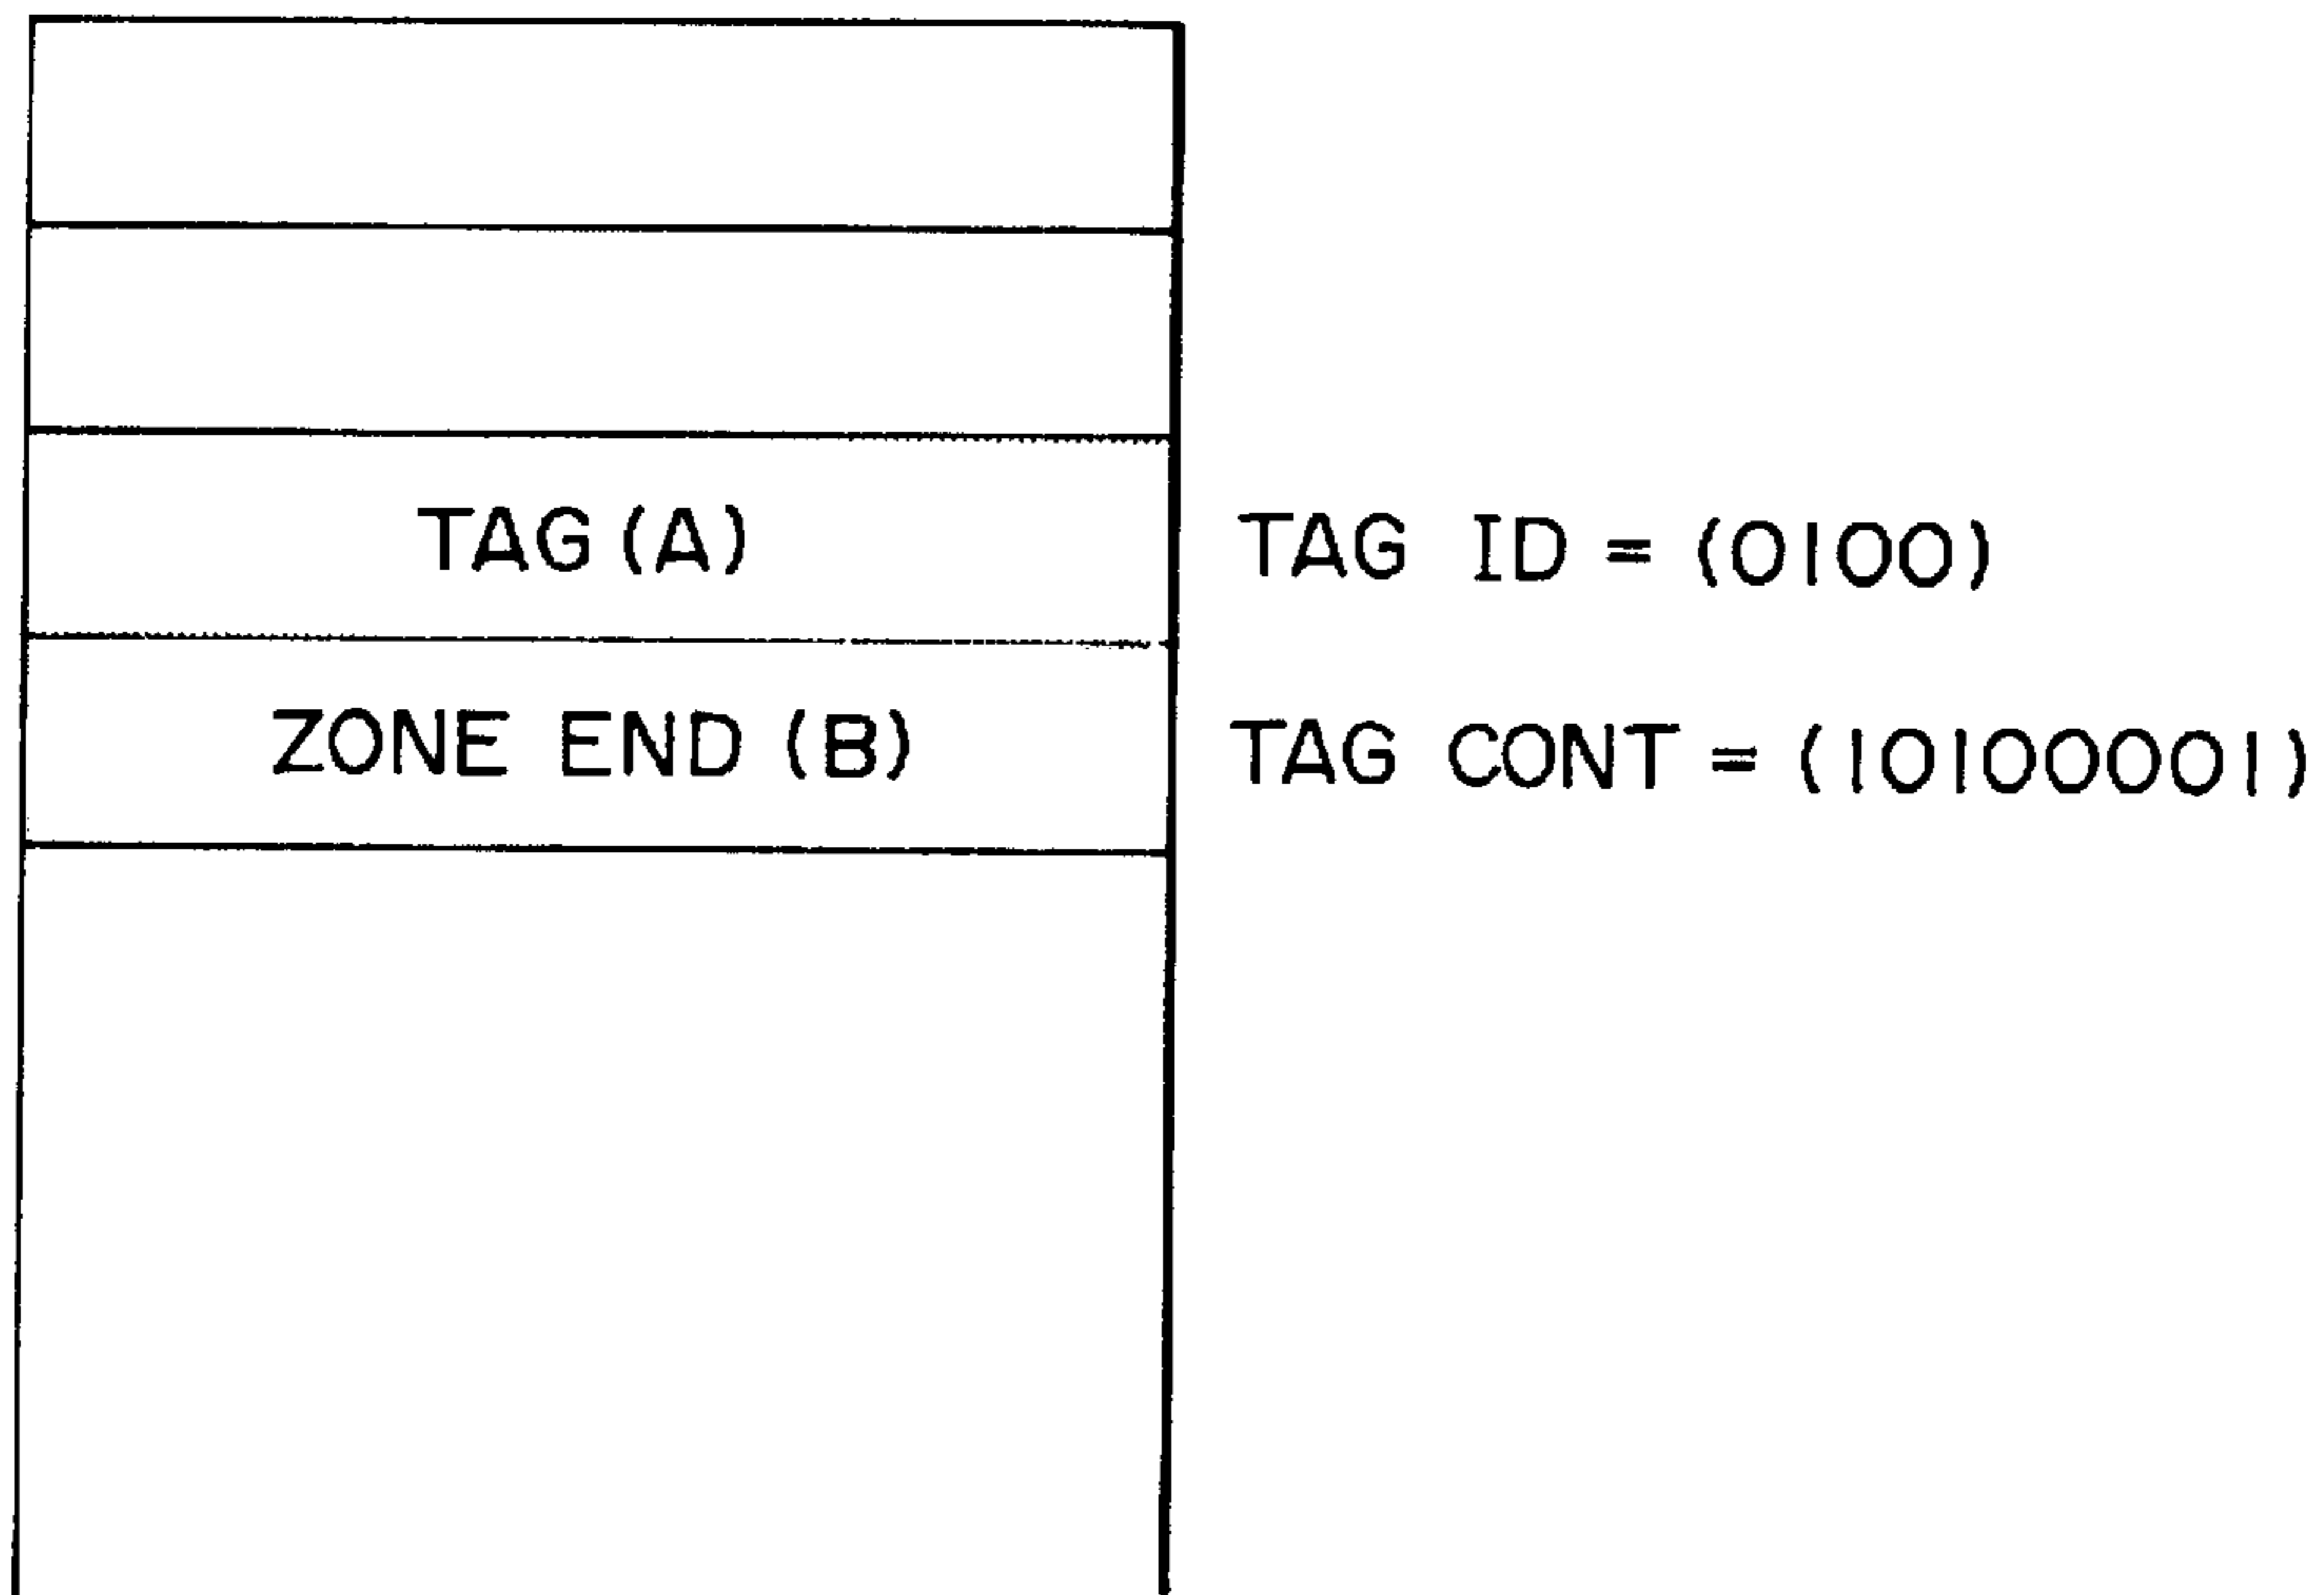 TAG (A) TAG ID = (0100)
ZONE END (B) TAG CONT = (10100001)